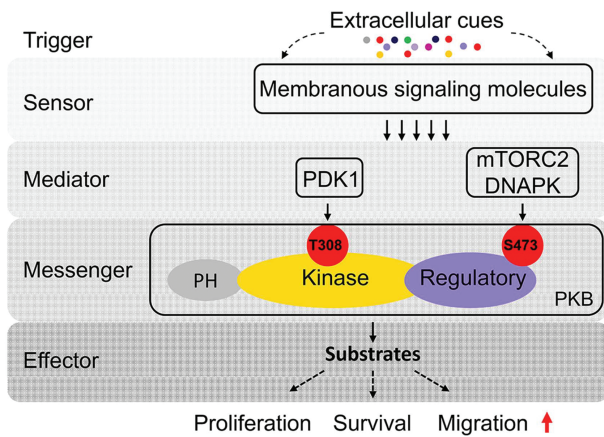 Trigger
Extracellular cues
Sensor
Membranous signaling molecules
Mediator
PDK1
mTORC2
DNAPK
Messenger
T308
S473
PH
Kinase
Regulatory
PKB
Effector
Substrates
Proliferation
Survival
Migration